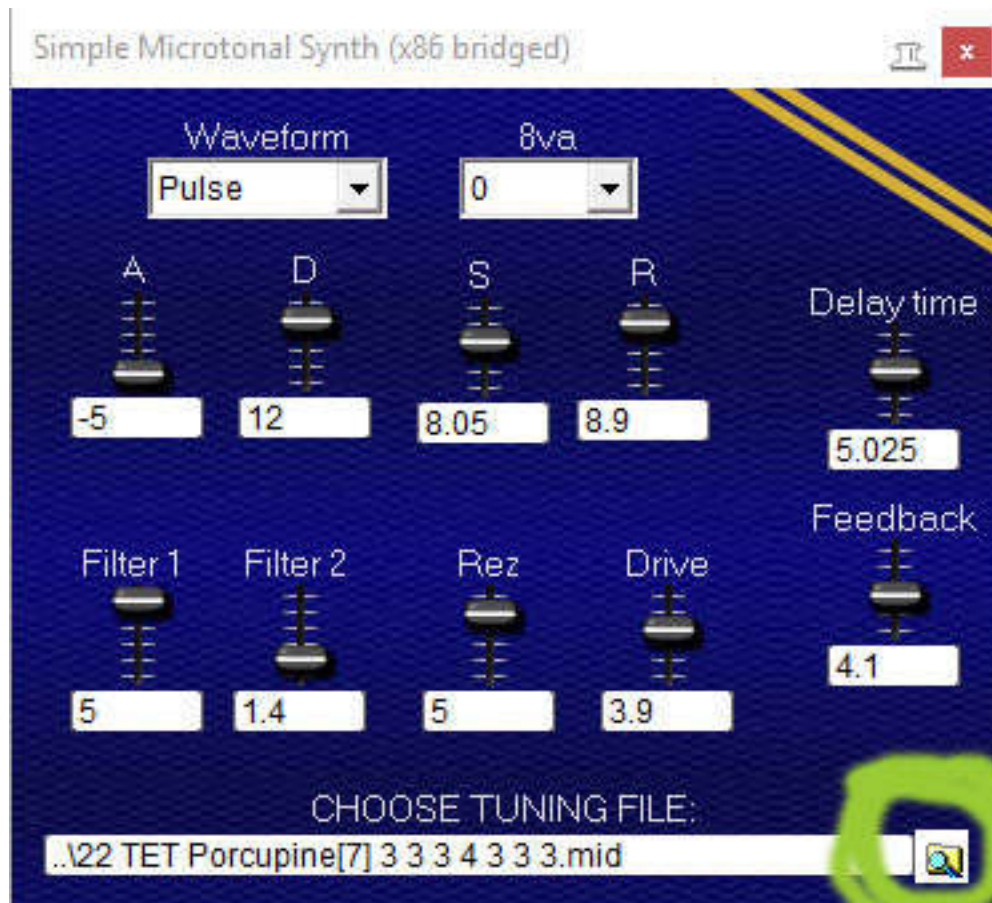 Simple Microtonal Synth (x86 bridged)
x
Waveform 8va
Pulse 0
A D S R
Delay time
-5 12 8.05 8.9
5.025
Feedback
Filter 1 Filter 2 Rez Drive
4.1
5 1.4 5 3.9
CHOOSE TUNING FILE:
..\22 TET Porcupine[7] 3 3 3 4 3 3 3.mid